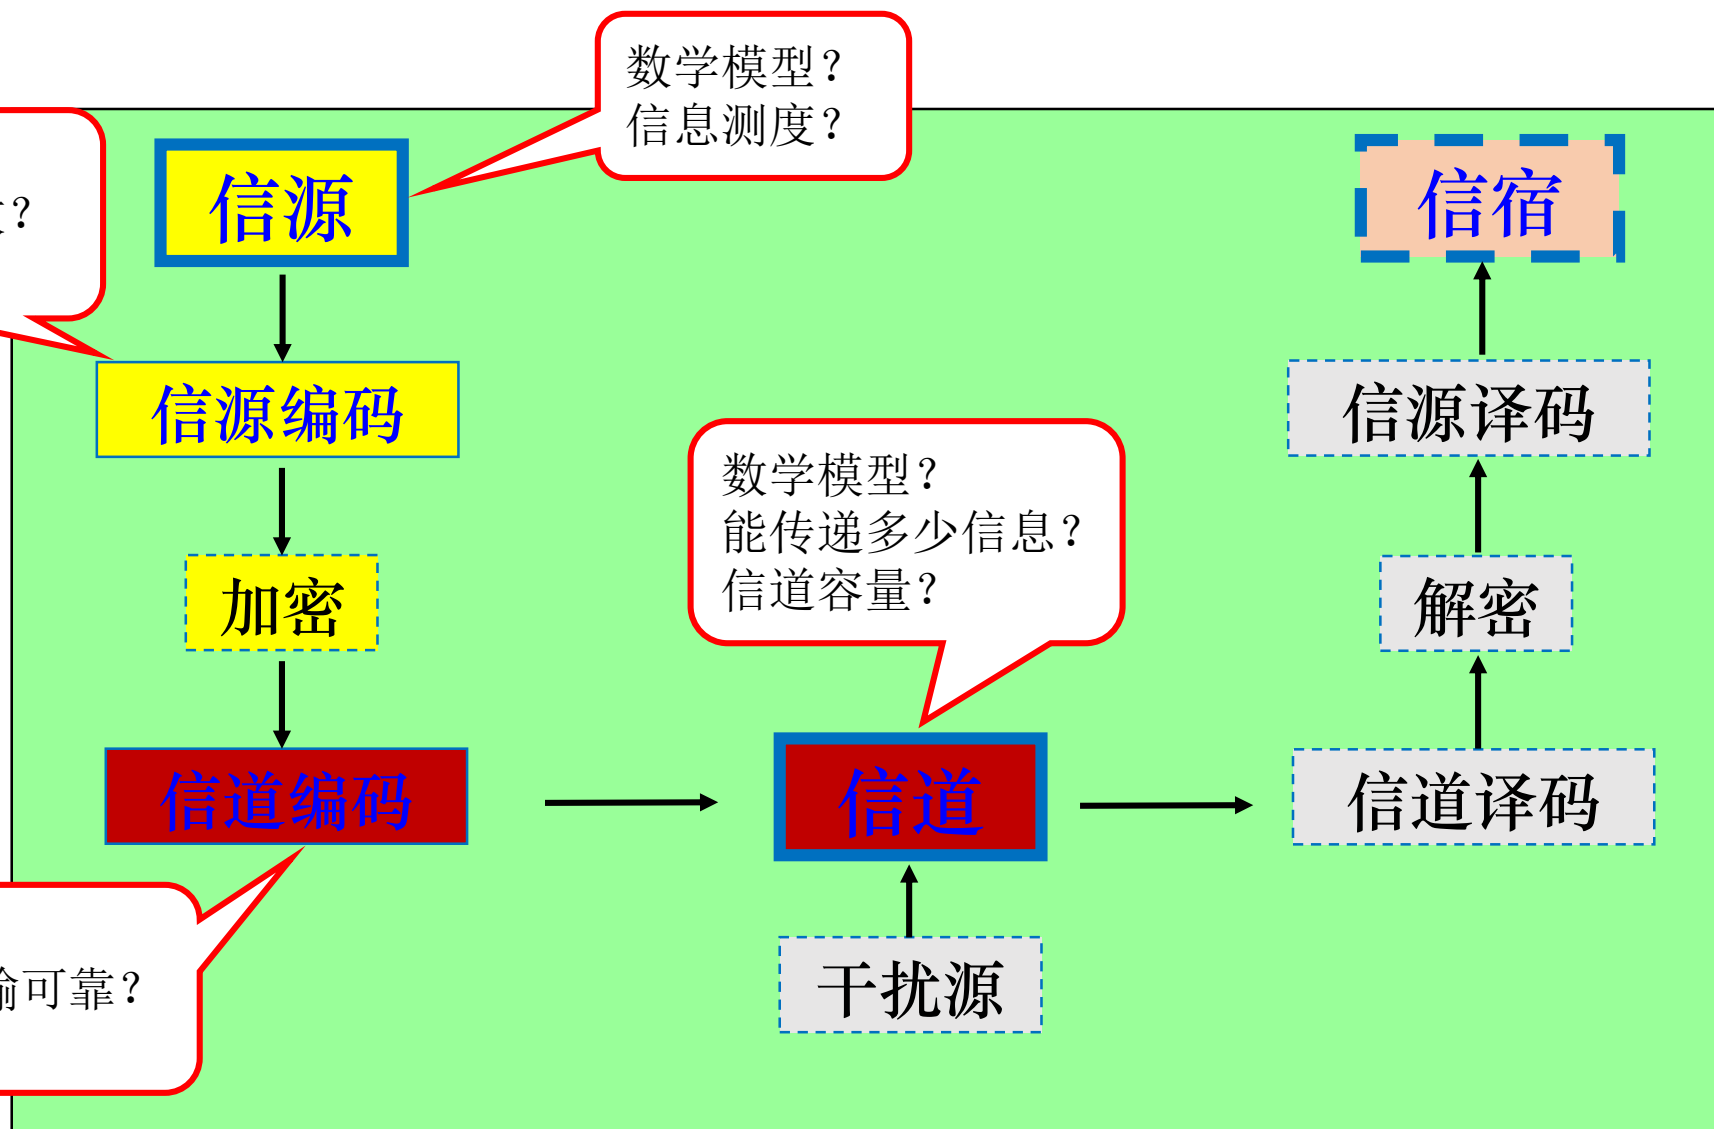 数学模型？
信息测度？
？
信源
信宿
信源编码
信源译码
数学模型？
能传递多少信息？
信道容量？
加密
解密
信道编码
信道
信道译码
输可靠？
干扰源